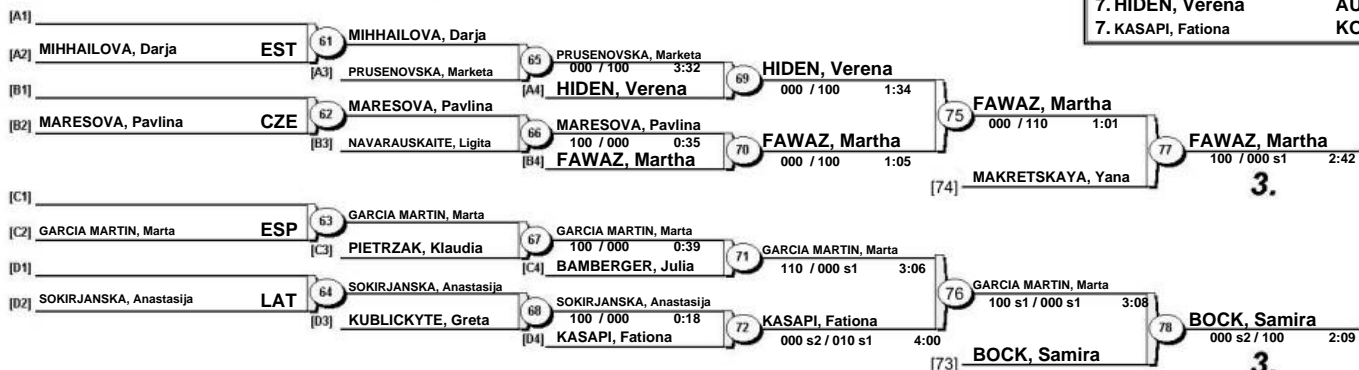 7. HIDEN, Verena AU
7. KASAPI, Fationa KO
[A1]
[A2] MIHHAILOVA, Darja EST
61
MIHHAILOVA, Darja
[A3] PRUSENOVSKA, Marketa
65
PRUSENOVSKA, Marketa
000 / 100 3:32
[A4] HIDEN, Verena
69
HIDEN, Verena
000 / 100 1:34
[B1]
[B2] MARESOVA, Pavlina CZE
62
MARESOVA, Pavlina
[B3] NAVARAUSKAITE, Ligita
66
MARESOVA, Pavlina
100 / 000 0:35
[B4] FAWAZ, Martha
70
FAWAZ, Martha
000 / 100 1:05
75
FAWAZ, Martha
000 / 110 1:01
[74] MAKRETSKAYA, Yana
77
FAWAZ, Martha
100 / 000 s1 2:42
3.
[C1]
[C2] GARCIA MARTIN, Marta ESP
63
GARCIA MARTIN, Marta
[C3] PIETRZAK, Klaudia
67
GARCIA MARTIN, Marta
100 / 000 0:39
[C4] BAMBERGER, Julia
71
GARCIA MARTIN, Marta
110 / 000 s1 3:06
[D1]
[D2] SOKIRJANSKA, Anastasija LAT
64
SOKIRJANSKA, Anastasija
[D3] KUBLICKYTE, Greta
68
SOKIRJANSKA, Anastasija
100 / 000 0:18
[D4] KASAPI, Fationa
72
KASAPI, Fationa
000 s2 / 010 s1 4:00
76
GARCIA MARTIN, Marta
100 s1 / 000 s1 3:08
[73] BOCK, Samira
78
BOCK, Samira
000 s2 / 100 2:09
3.